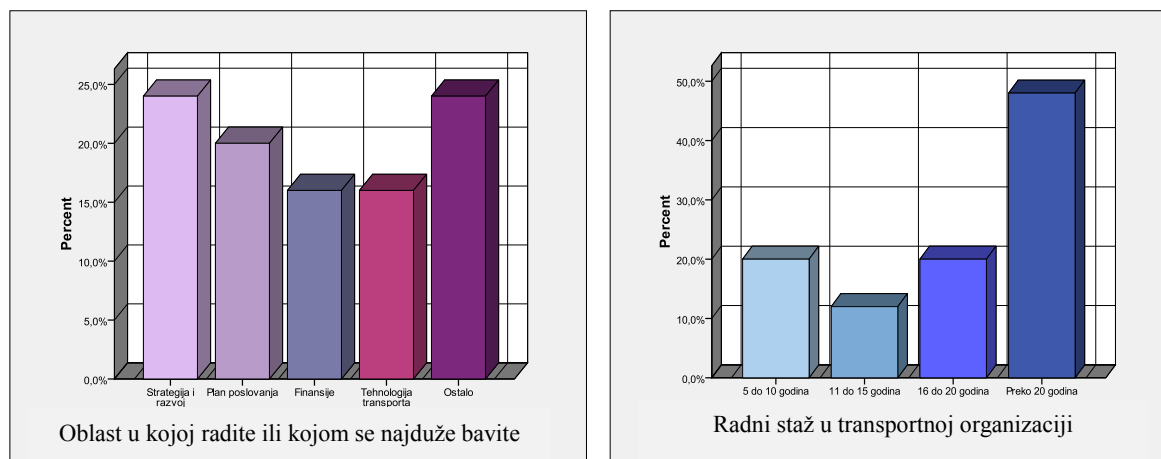 25,0%
20,0%
15,0%
10,0%
5,0%
0,0%
Percent
Strategija i
razvoj
Plan poslovanja
Finansije
Tehnologija
transporta
Ostalo
Oblast u kojoj radite ili kojom se najduže bavite
50,0%
40,0%
30,0%
20,0%
10,0%
0,0%
Percent
5 do 10 godina
11 do 15 godina
16 do 20 godina
Preko 20 godina
Radni staž u transportnoj organizaciji